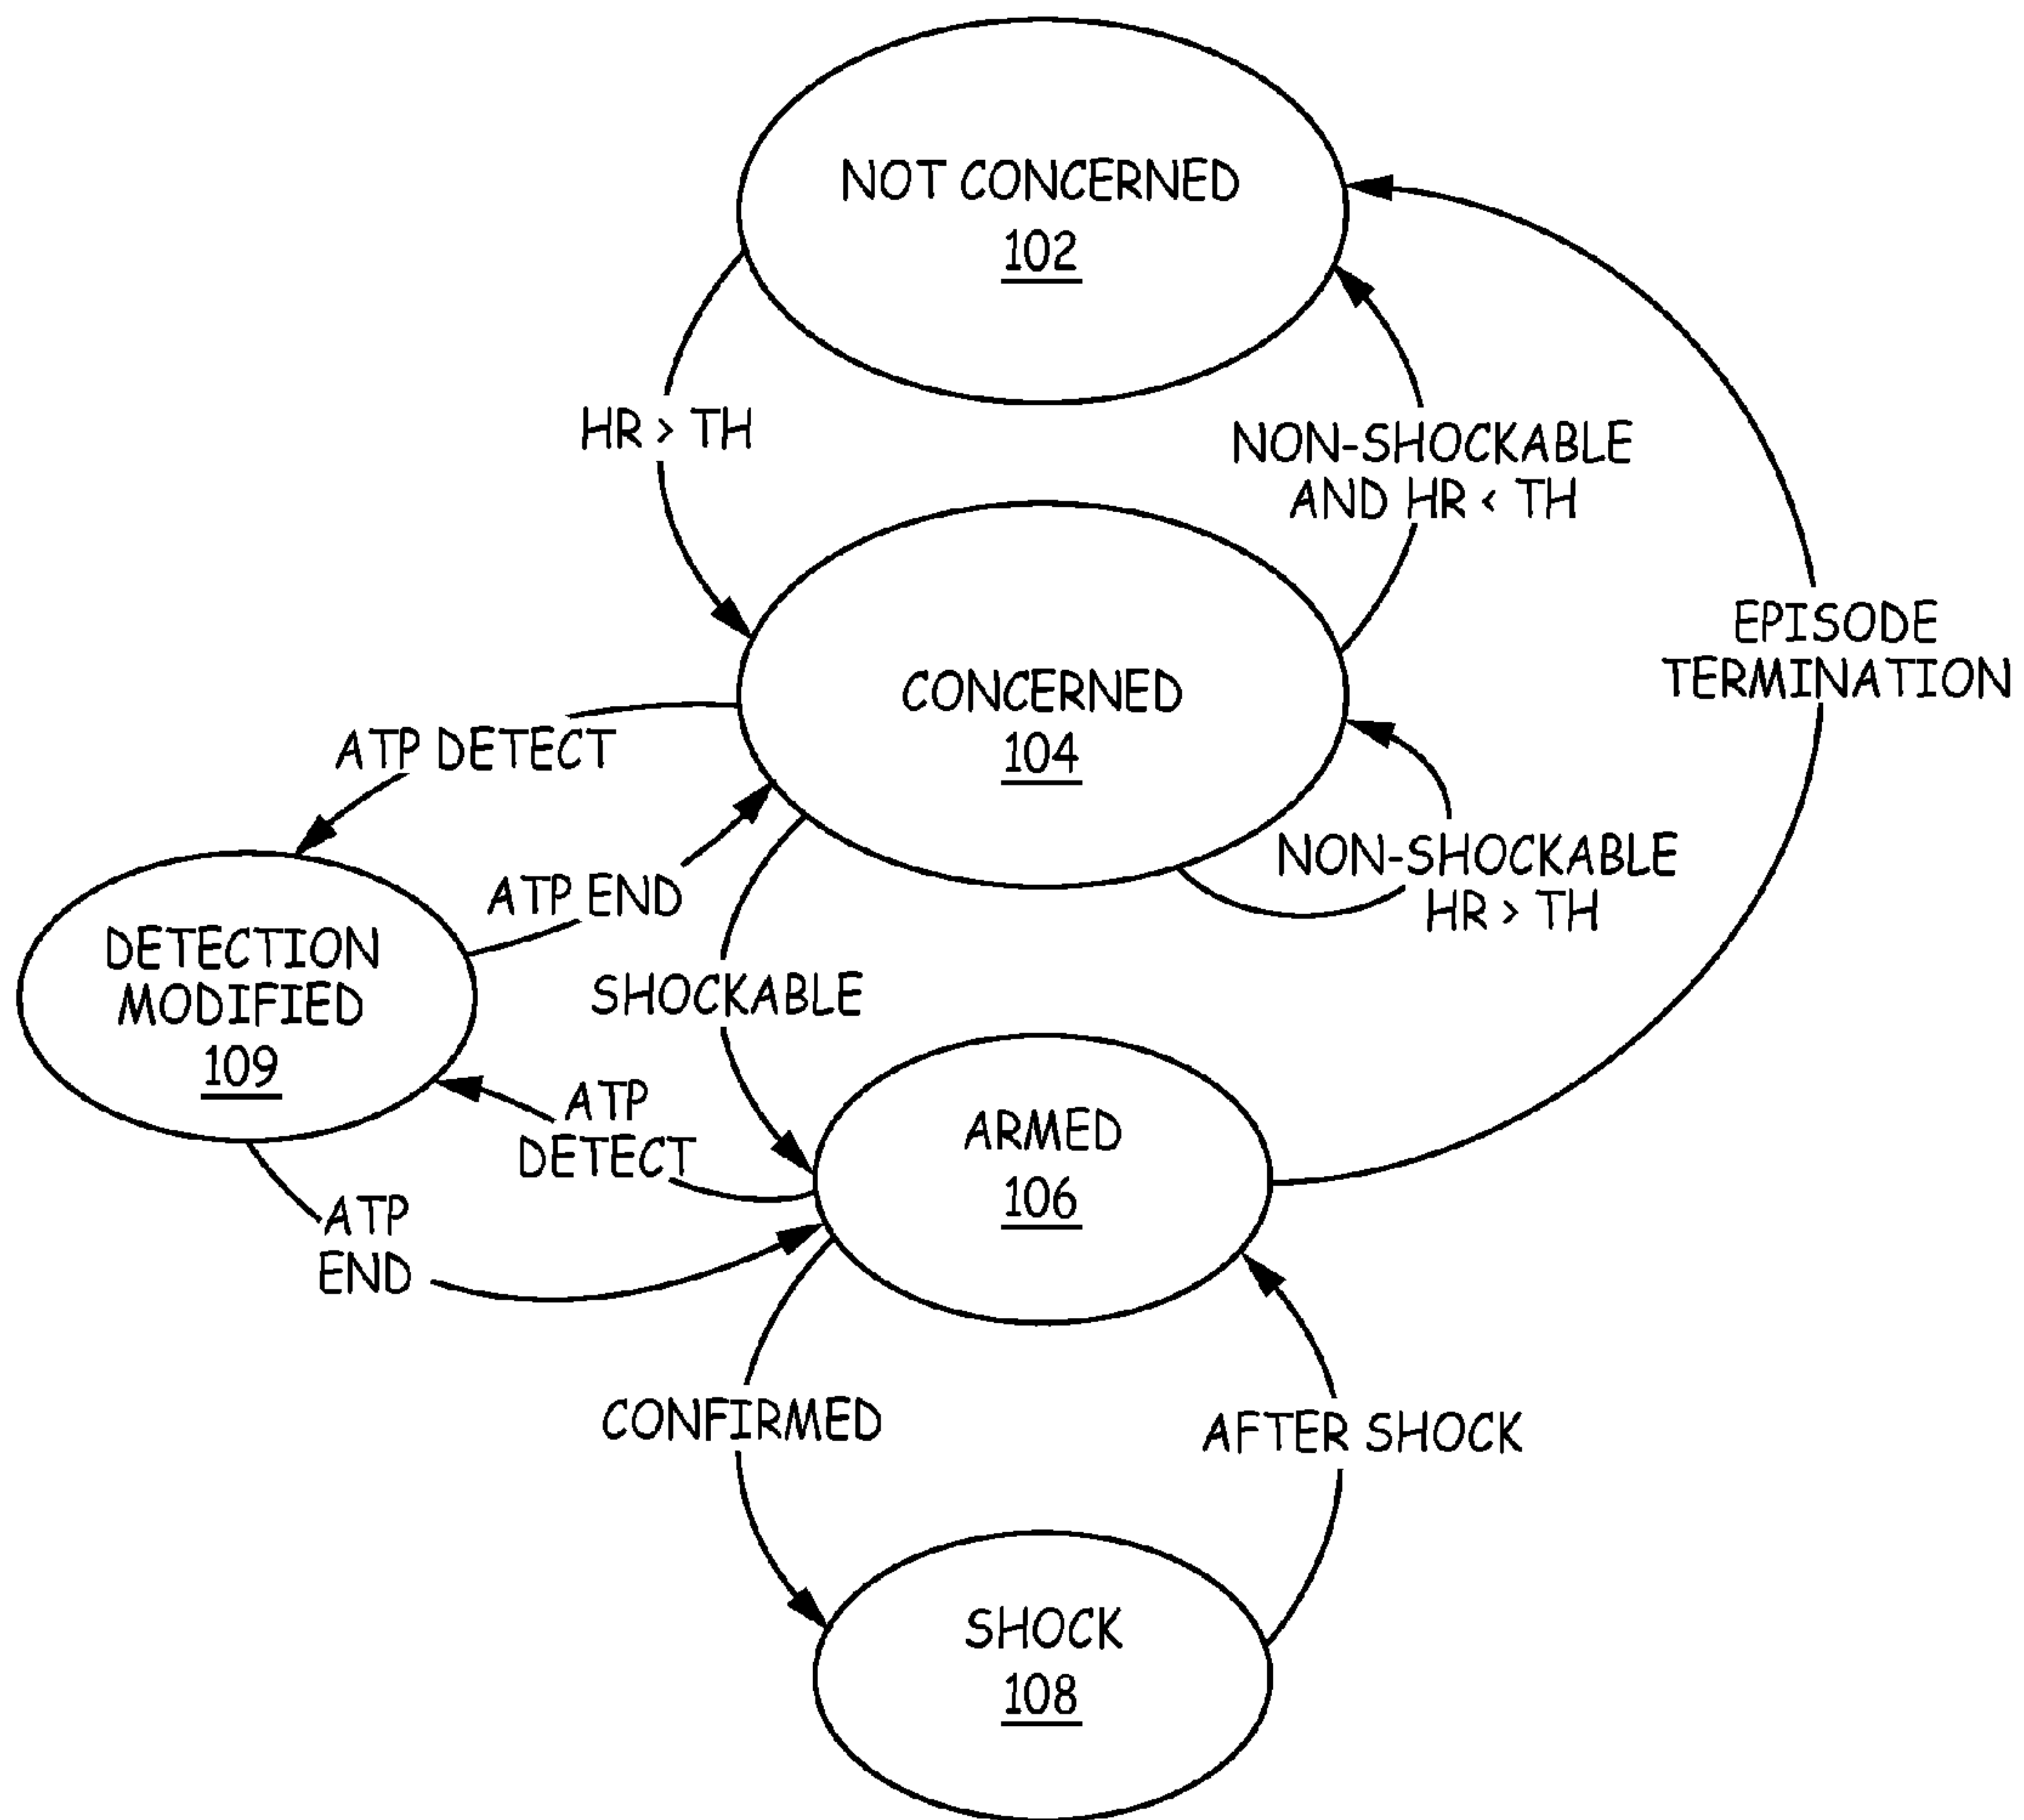 NOT CONCERNED
102
HR > TH
NON-SHOCKABLE
AND HR < TH
EPISODE
TERMINATION
CONCERNED
104
ATP DETECT
NON-SHOCKABLE
HR > TH
ATP END
DETECTION
MODIFIED
109
SHOCKABLE
ATP
DETECT
ARMED
106
ATP
END
CONFIRMED
AFTER SHOCK
SHOCK
108